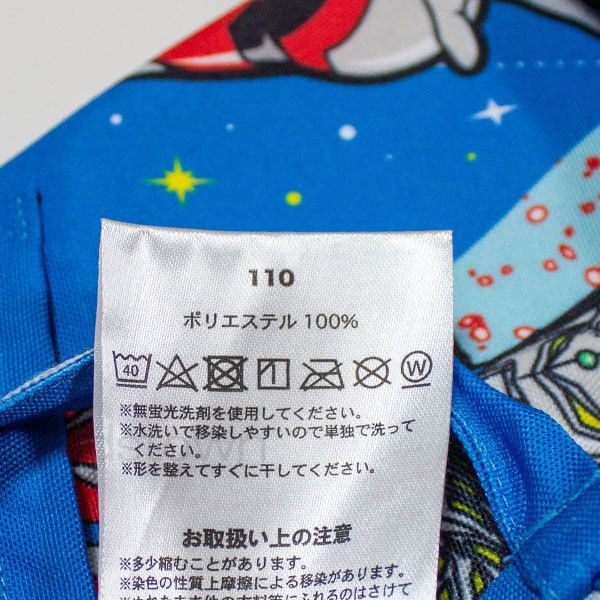 110
ポリエステル 100%
40 W
※無蛍光洗剤を使用してください。
※水洗いで移染しやすいので単独で洗って
ください。
※形を整えてすぐに干してください。
お取扱い上の注意
※多少縮むことがあります。
※染色の性質上摩擦による移染があります。